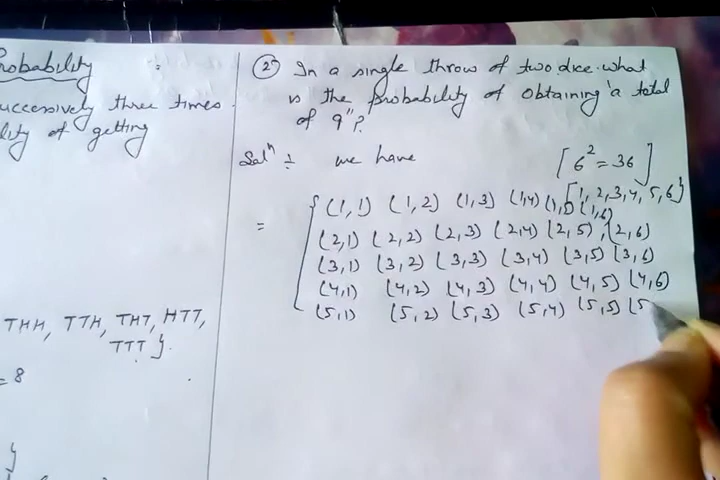 Probability
successively three times
lity of getting
THH, TTH, THT, HTT,
TTT }.
= 8
}
② In a single throw of two dice what
is the probability of obtaining "a total
of 9"?
Solⁿ ÷ we have [6² = 36]
[1, 2, 3, 4, 5, 6}
= { (1,1) (1,2) (1,3) (1,4) (1,5) (1,6)
(2,1) (2,2) (2,3) (2,4) (2,5), (2,6)
(3,1) (3,2) (3,3) (3,4) (3,5) (3,6)
(4,1) (4,2) (4,3) (4,4) (4,5) (4,6)
(5,1) (5,2) (5,3) (5,4) (5,5) (5